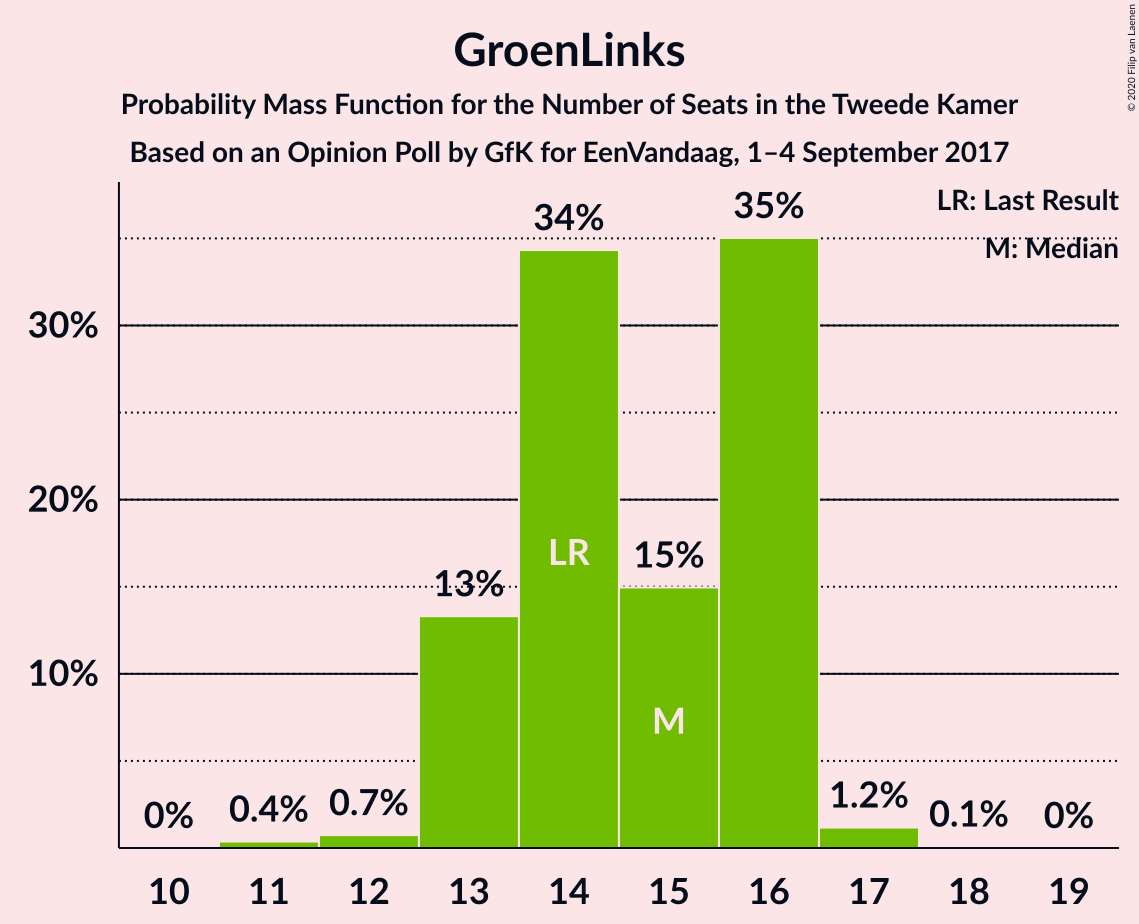 GroenLinks
Probability Mass Function for the Number of Seats in the Tweede Kamer
Based on an Opinion Poll by GfK for EenVandaag, 1–4 September 2017
© 2020 Filip van Laenen
LR: Last Result
M: Median
30%
20%
10%
0%
0.4%
0.7%
13%
34%
15%
35%
1.2%
0.1%
0%
LR
M
10 11 12 13 14 15 16 17 18 19